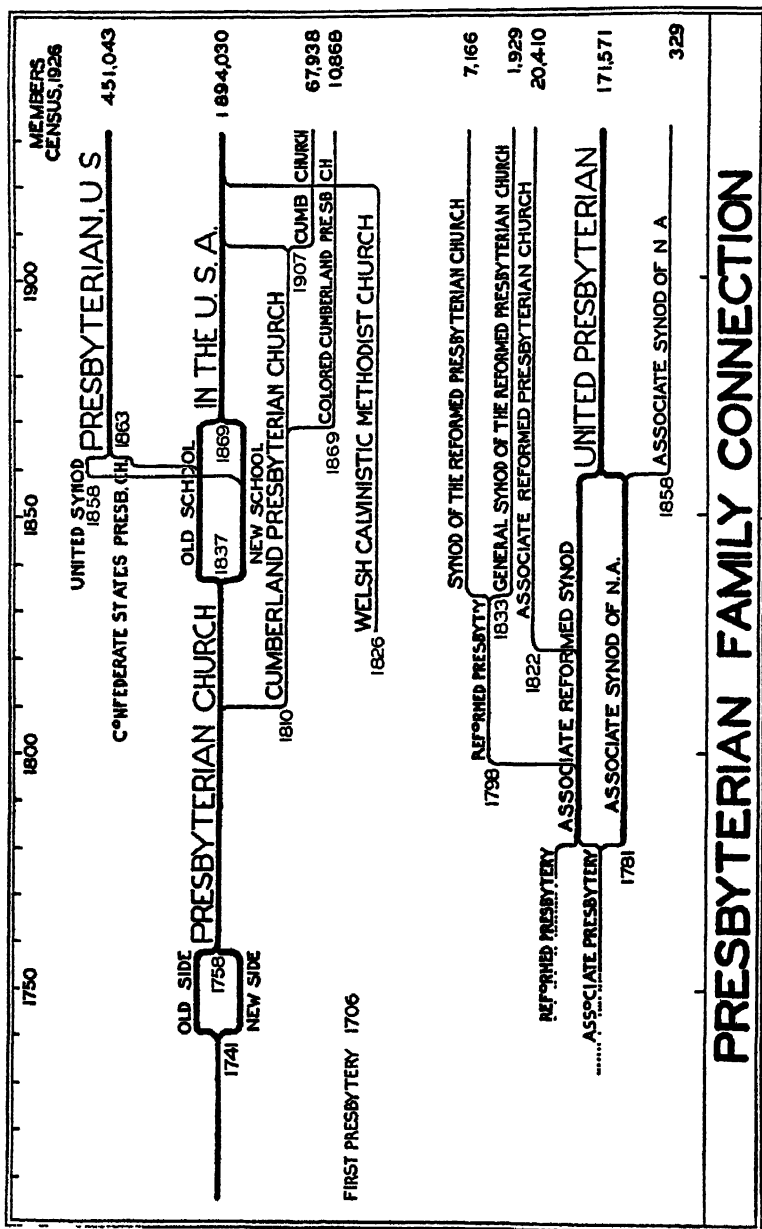 MEMBERS
CENSUS, 1926
1750
1800
1850
1900
UNITED SYNOD
1858
PRESBYTERIAN, U S
451,043
CONFEDERATE STATES PRESB. CH.
1863
OLD SIDE
1741
1758
NEW SIDE
PRESBYTERIAN CHURCH
OLD SCHOOL
1837
1869
NEW SCHOOL
IN THE U. S. A.
1894,030
1810
CUMBERLAND PRESBYTERIAN CHURCH
1907
CUMB CHURCH
67,938
1869
COLORED CUMBERLAND PRESB CH
10,868
FIRST PRESBYTERY 1706
1826
WELSH CALVINISTIC METHODIST CHURCH
SYNOD OF THE REFORMED PRESBYTERIAN CHURCH
7,166
REFORMED PRESBYT'Y
1798
1833
GENERAL SYNOD OF THE REFORMED PRESBYTERIAN CHURCH
1,929
1822
ASSOCIATE REFORMED PRESBYTERIAN CHURCH
20,410
REFORMED PRESBYTERY
ASSOCIATE REFORMED SYNOD
ASSOCIATE PRESBYTERY
UNITED PRESBYTERIAN
171,571
1781
ASSOCIATE SYNOD OF N.A.
1858
ASSOCIATE SYNOD OF N A
329
PRESBYTERIAN FAMILY CONNECTION